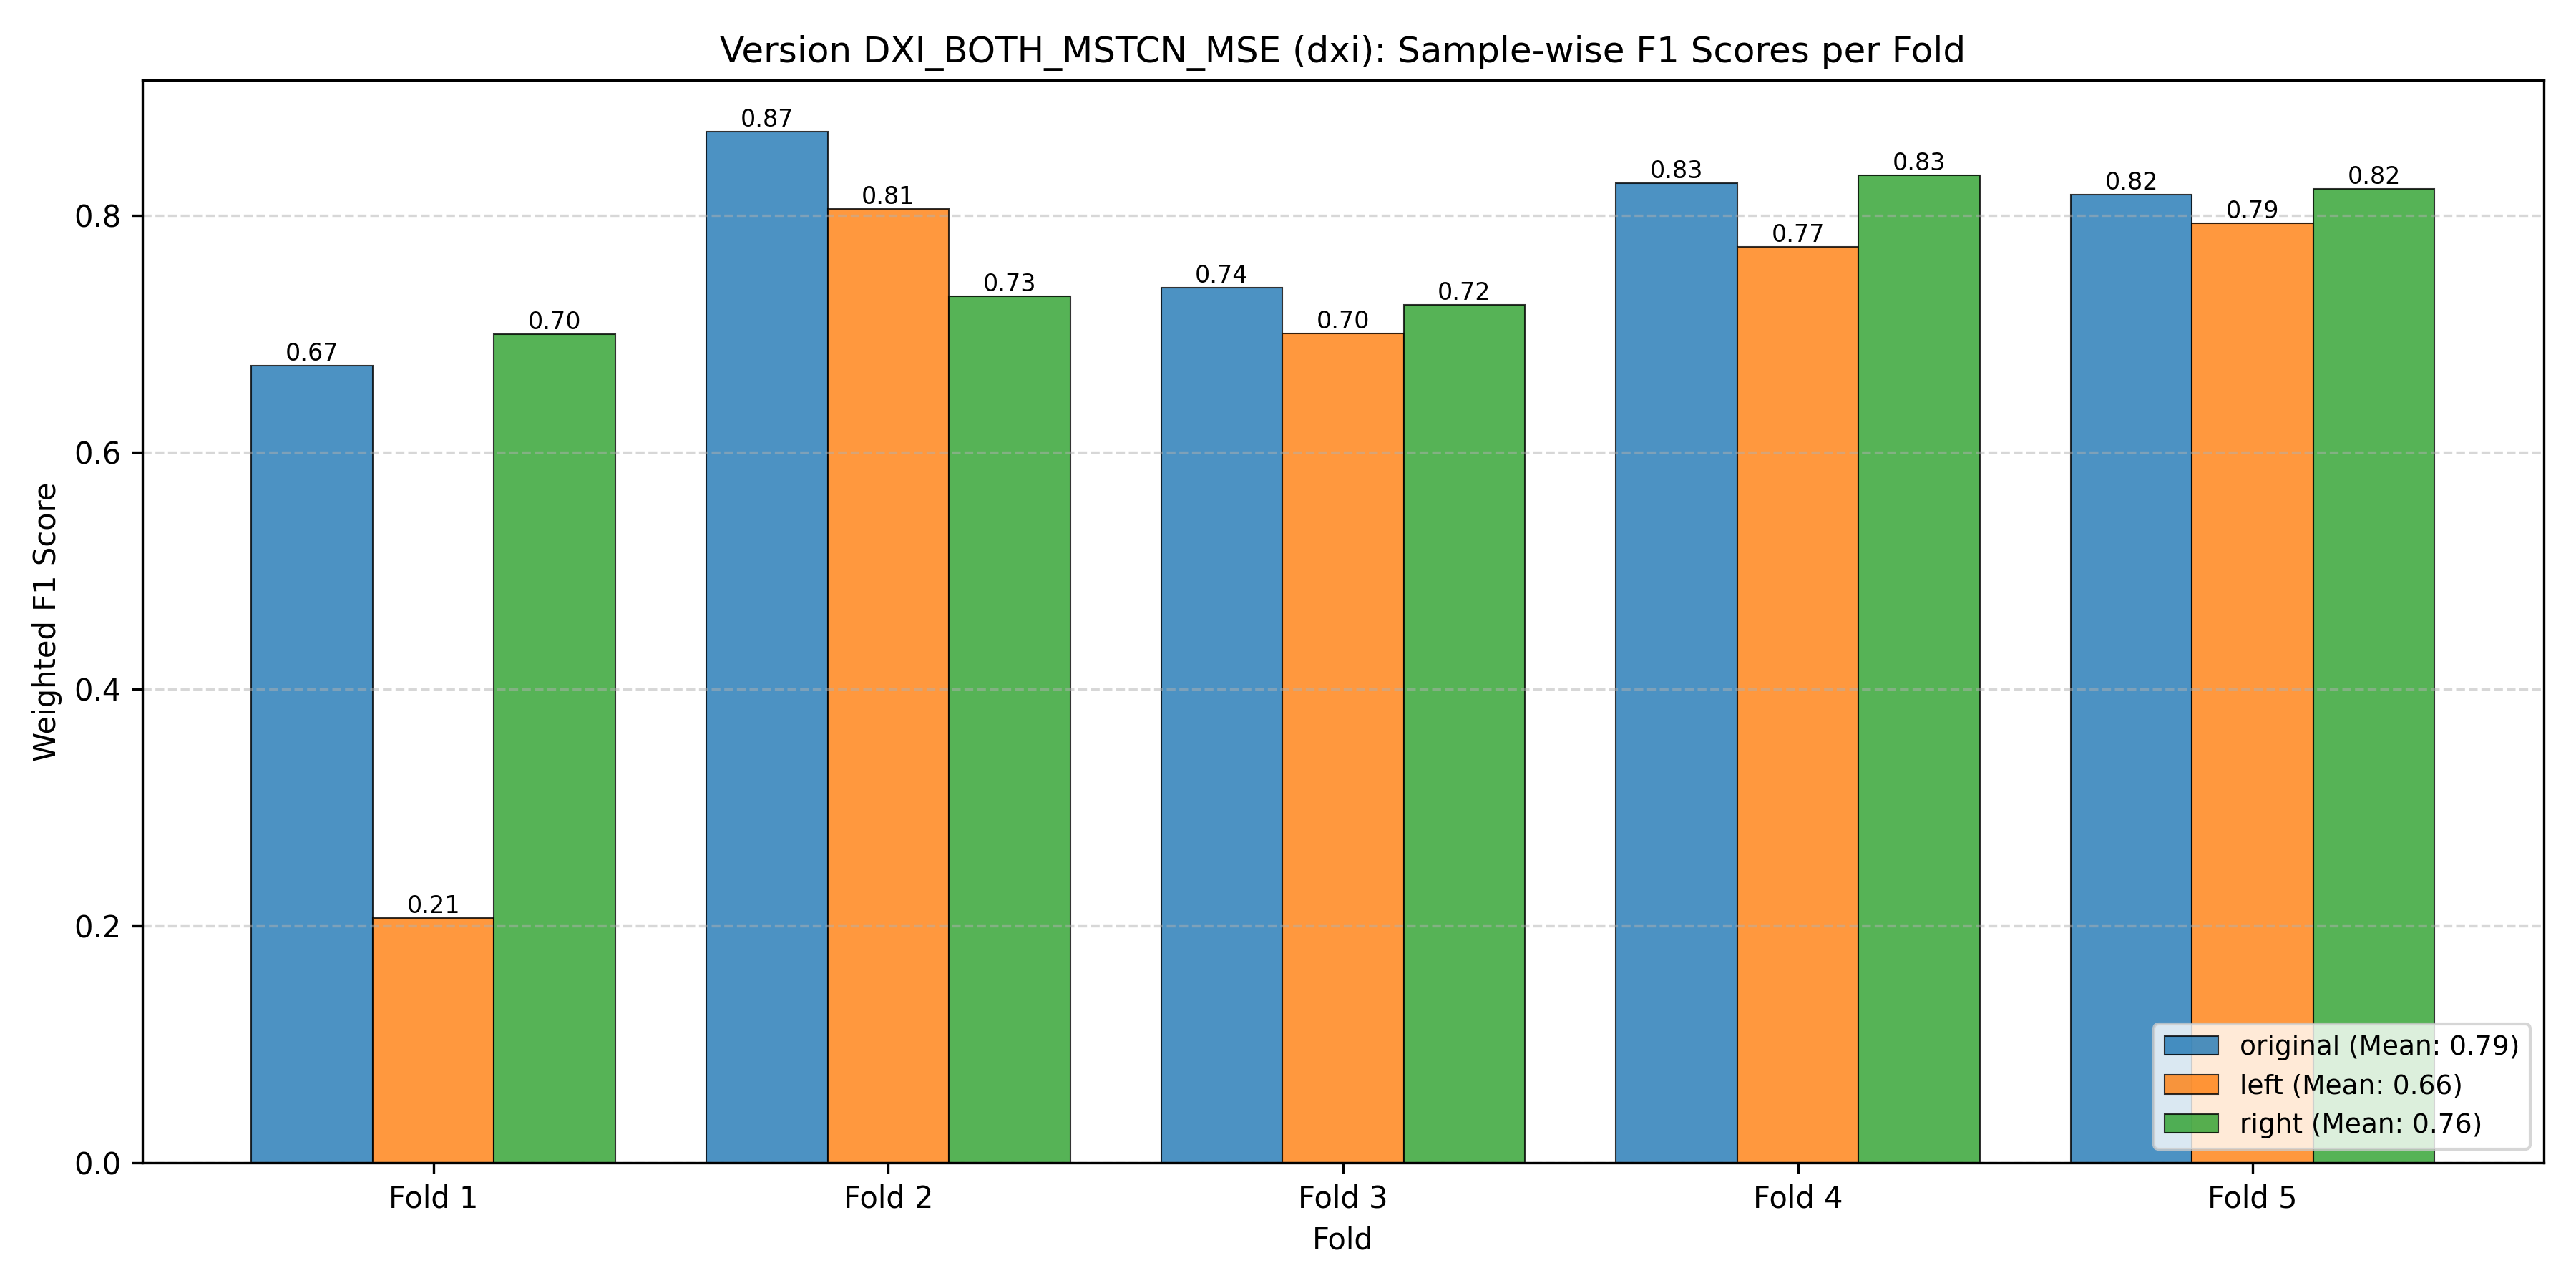 Version DXI_BOTH_MSTCN_MSE (dxi): Sample-wise F1 Scores per Fold
Weighted F1 Score
0.8
0.6
0.4
0.2
0.0
0.67
0.21
0.70
0.87
0.81
0.73
0.74
0.70
0.72
0.83
0.77
0.83
0.82
0.79
0.82
original (Mean: 0.79)
left (Mean: 0.66)
right (Mean: 0.76)
Fold 1
Fold 2
Fold 3
Fold 4
Fold 5
Fold